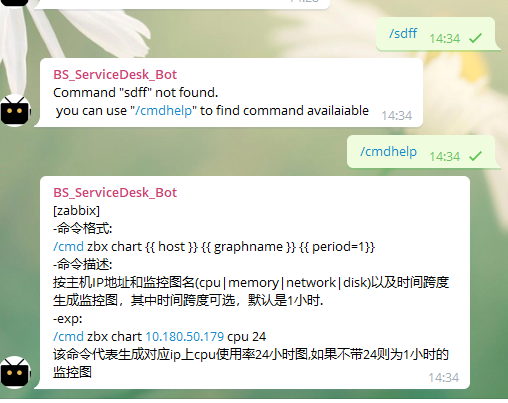 /sdff 14:34
BS_ServiceDesk_Bot
Command "sdff" not found.
you can use "/cmdhelp" to find command availaiable 14:34
/cmdhelp 14:34
BS_ServiceDesk_Bot
[zabbix]
-命令格式:
/cmd zbx chart {{ host }} {{ graphname }} {{ period=1}}
-命令描述:
按主机IP地址和监控图名(cpu|memory|network|disk)以及时间跨度
生成监控图，其中时间跨度可选，默认是1小时.
-exp:
/cmd zbx chart 10.180.50.179 cpu 24
该命令代表生成对应ip上cpu使用率24小时图,如果不带24则为1小时的
监控图 14:34